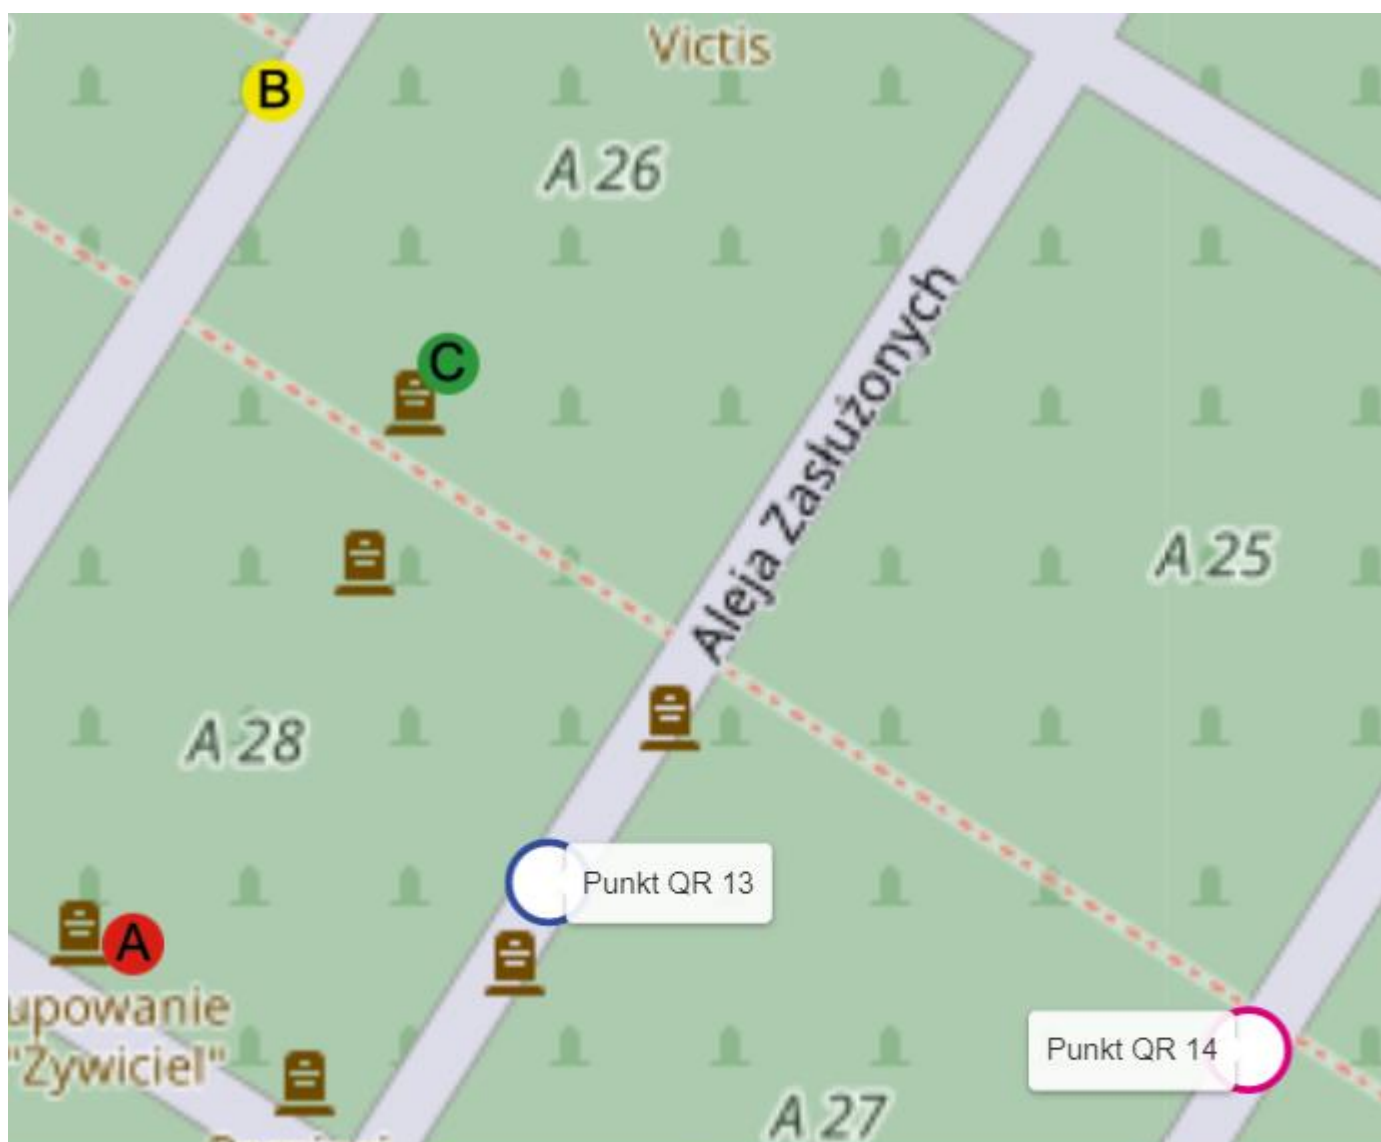 Victis
B
A 26
C
Aleja Zasłużonych
A 25
A 28
Punkt QR 13
A
upowanie
"Żywiciel"
Punkt QR 14
A 27